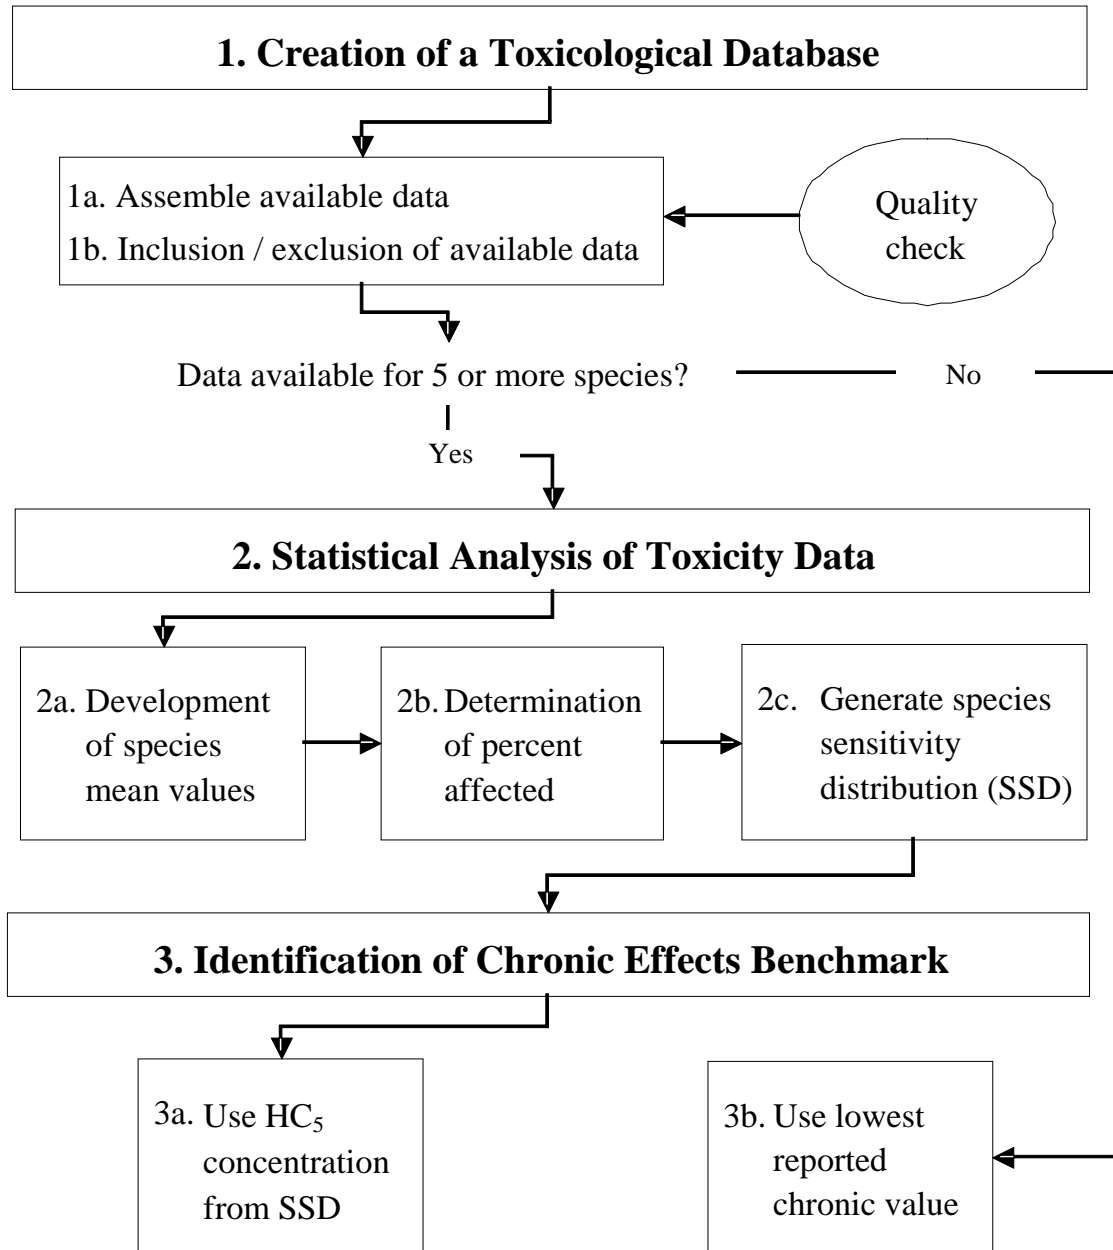 1. Creation of a Toxicological Database
1a. Assemble available data
1b. Inclusion / exclusion of available data
Quality
check
Data available for 5 or more species?
No
Yes
2. Statistical Analysis of Toxicity Data
2a. Development
of species
mean values
2b. Determination
of percent
affected
2c. Generate species
sensitivity
distribution (SSD)
3. Identification of Chronic Effects Benchmark
3a. Use HC₅
concentration
from SSD
3b. Use lowest
reported
chronic value